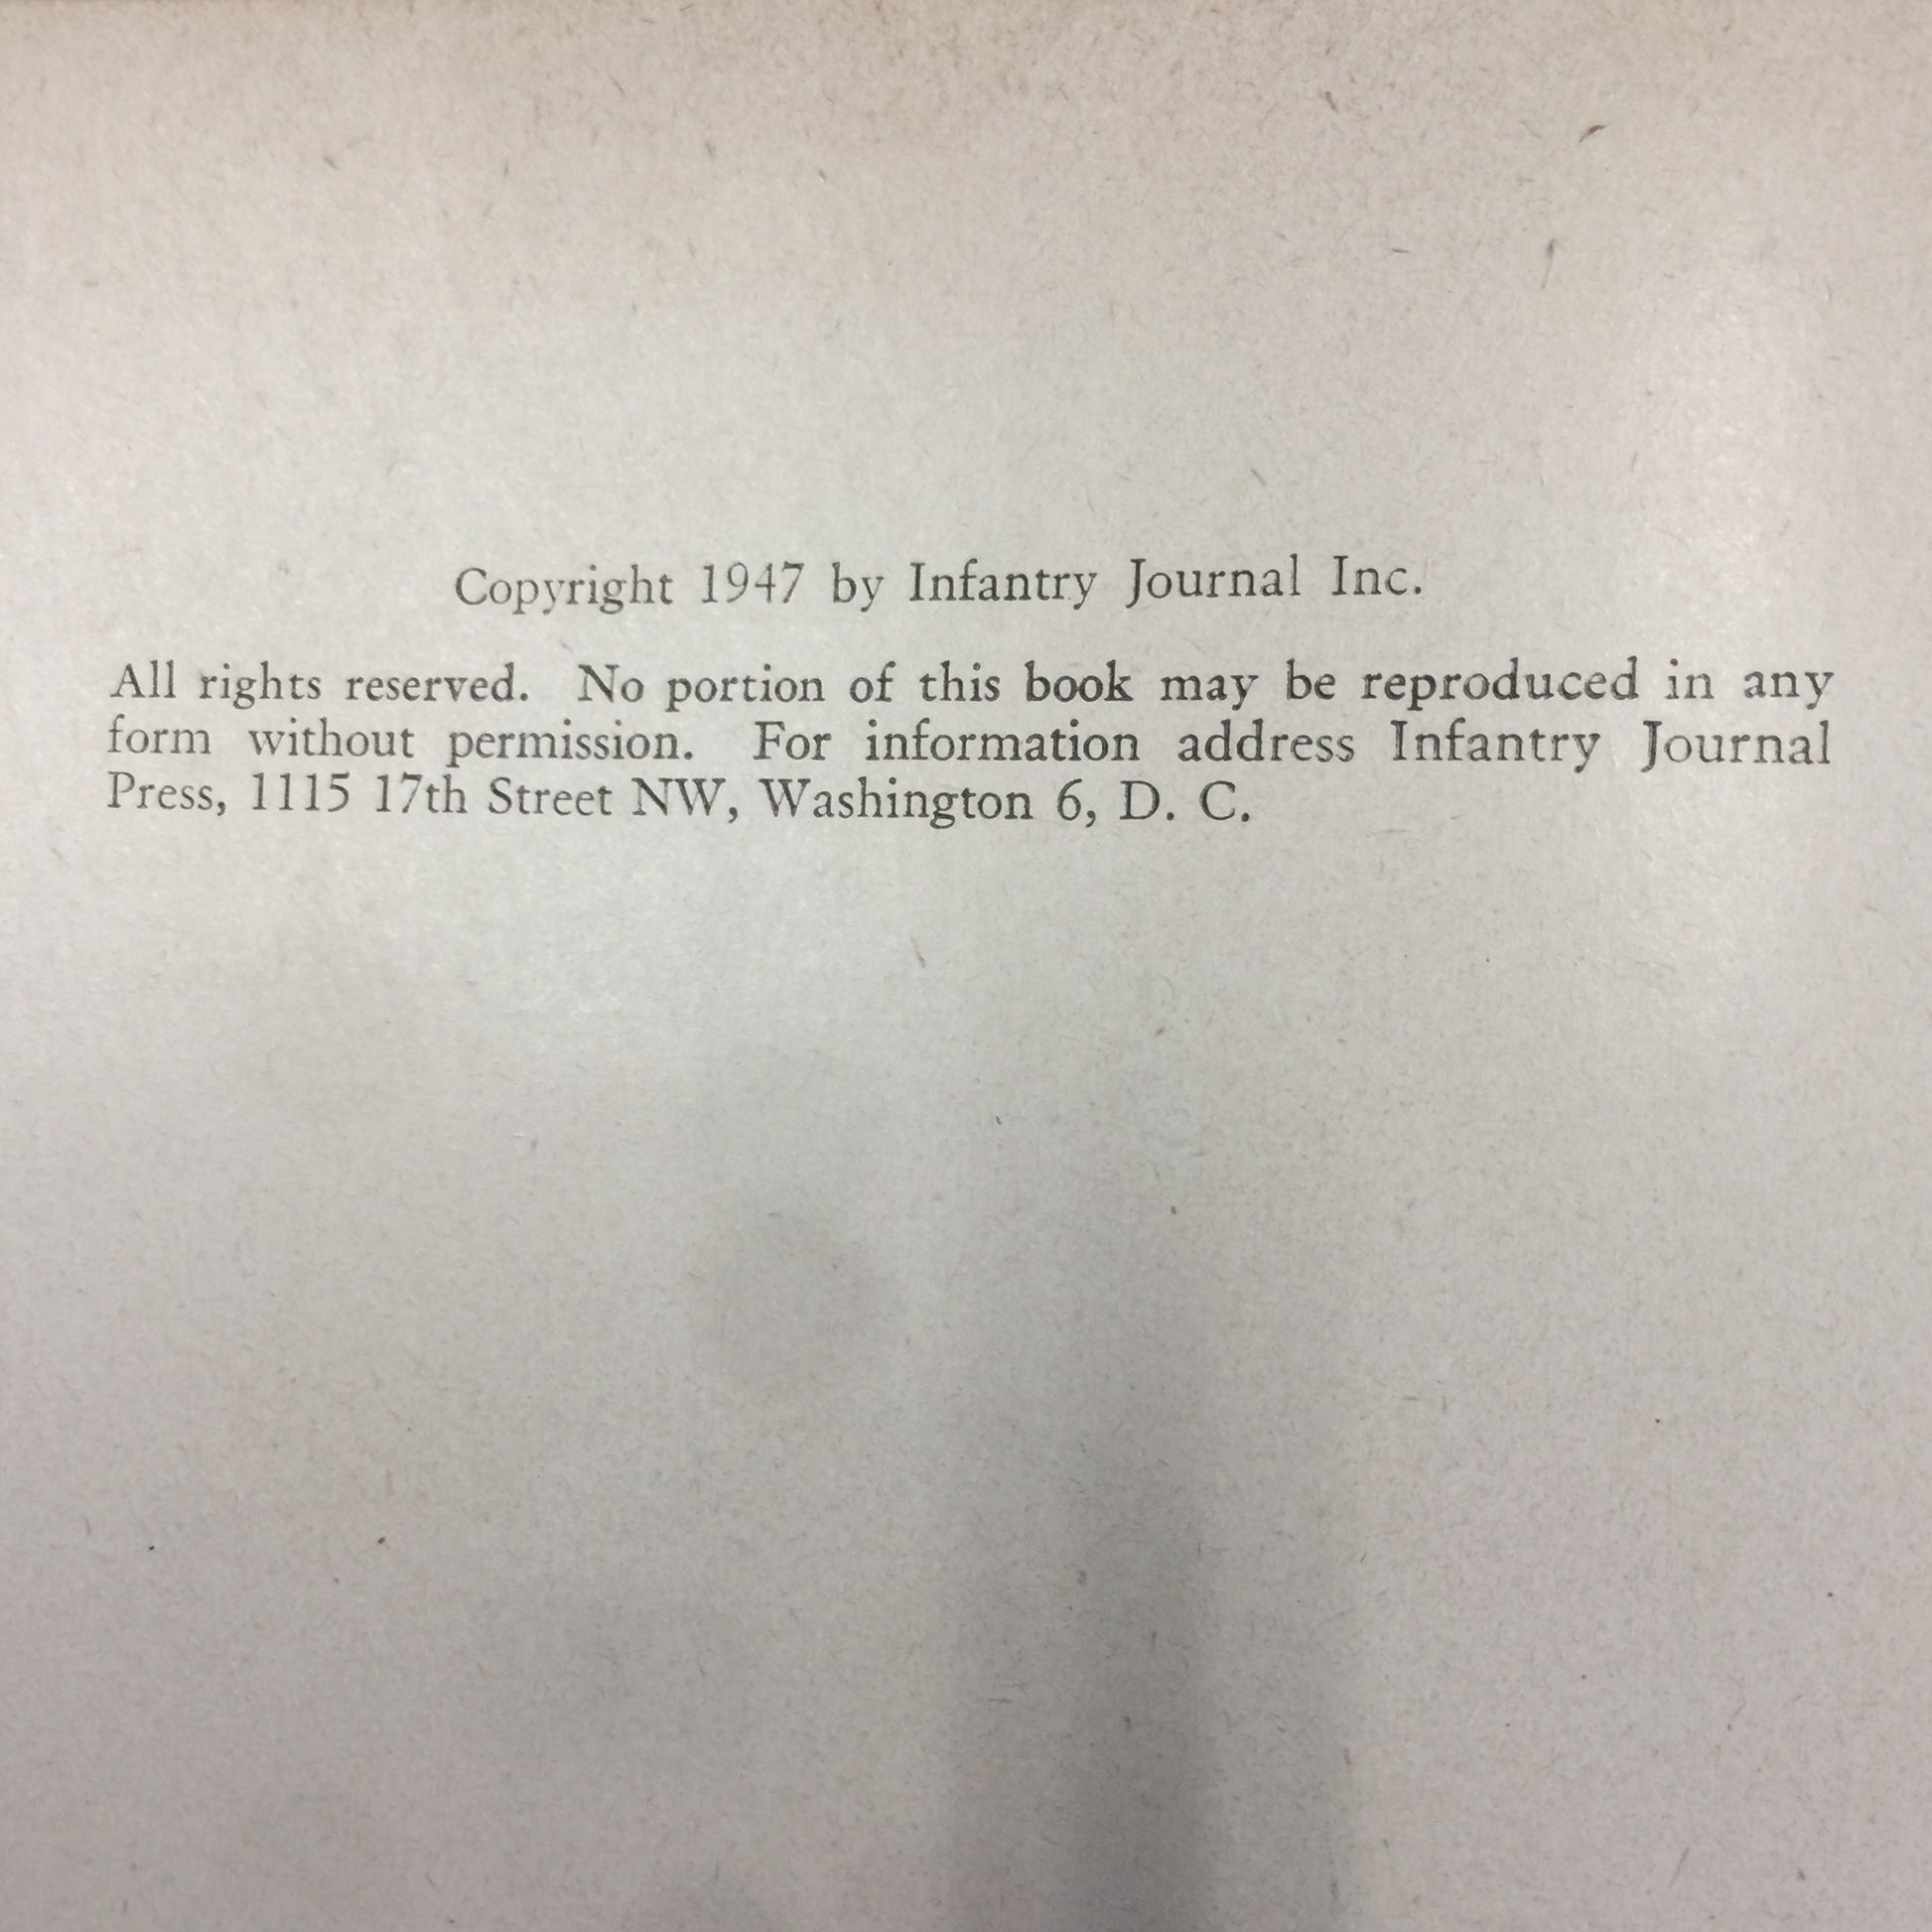 Copyright 1947 by Infantry Journal Inc.
All rights reserved. No portion of this book may be reproduced in any
form without permission. For information address Infantry Journal
Press, 1115 17th Street NW, Washington 6, D. C.